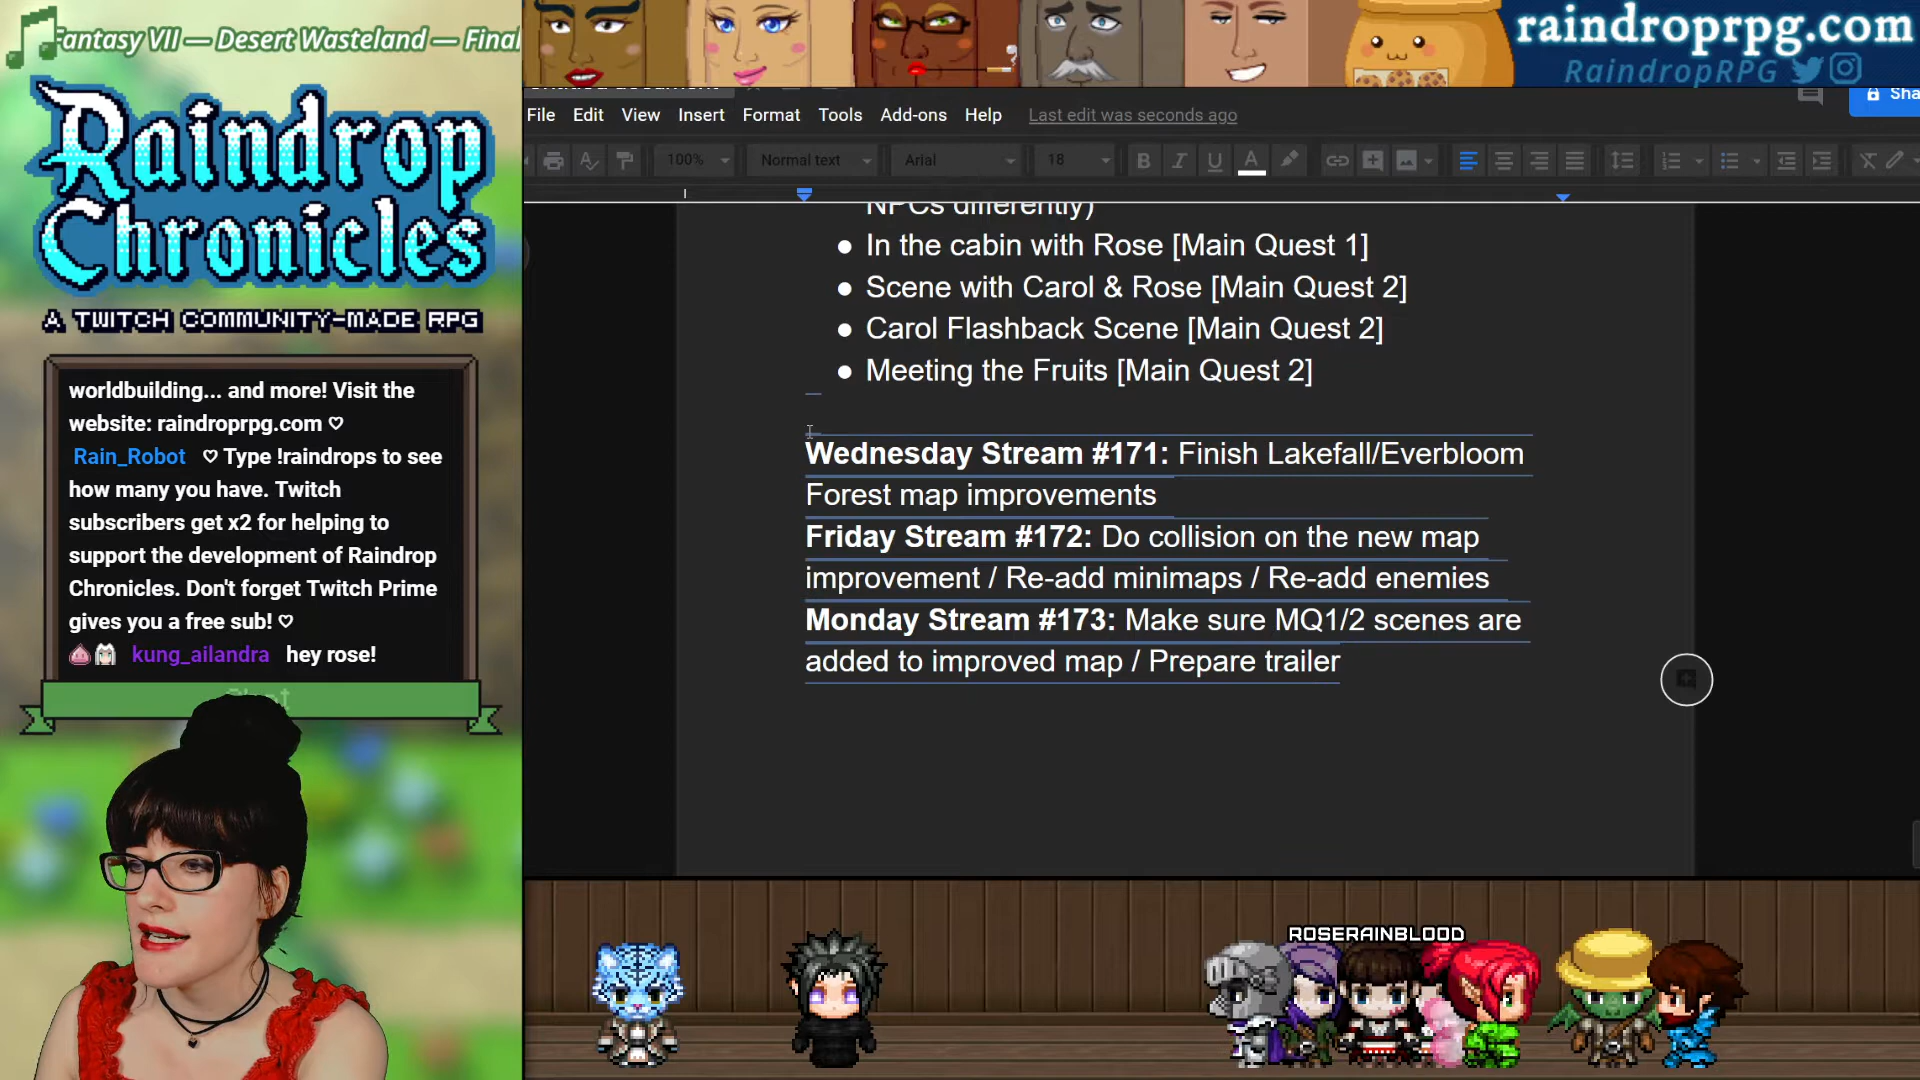 Fantasy VII — Desert Wasteland — Final
Raindrop
Chronicles
A TWITCH COMMUNITY-MADE RPG
worldbuilding... and more! Visit the
website: raindroprpg.com ♡
Rain_Robot ♡ Type !raindrops to see
how many you have. Twitch
subscribers get x2 for helping to
support the development of Raindrop
Chronicles. Don't forget Twitch Prime
gives you a free sub! ♡
kung_ailandra hey rose!
raindroprpg.com
RaindropRPG
File Edit View Insert Format Tools Add-ons Help Last edit was seconds ago
Sha
100% Normal text Arial 18
NPCs differently)
● In the cabin with Rose [Main Quest 1]
● Scene with Carol & Rose [Main Quest 2]
● Carol Flashback Scene [Main Quest 2]
● Meeting the Fruits [Main Quest 2]
Wednesday Stream #171: Finish Lakefall/Everbloom
Forest map improvements
Friday Stream #172: Do collision on the new map
improvement / Re-add minimaps / Re-add enemies
Monday Stream #173: Make sure MQ1/2 scenes are
added to improved map / Prepare trailer
ROSERAINBLOOD